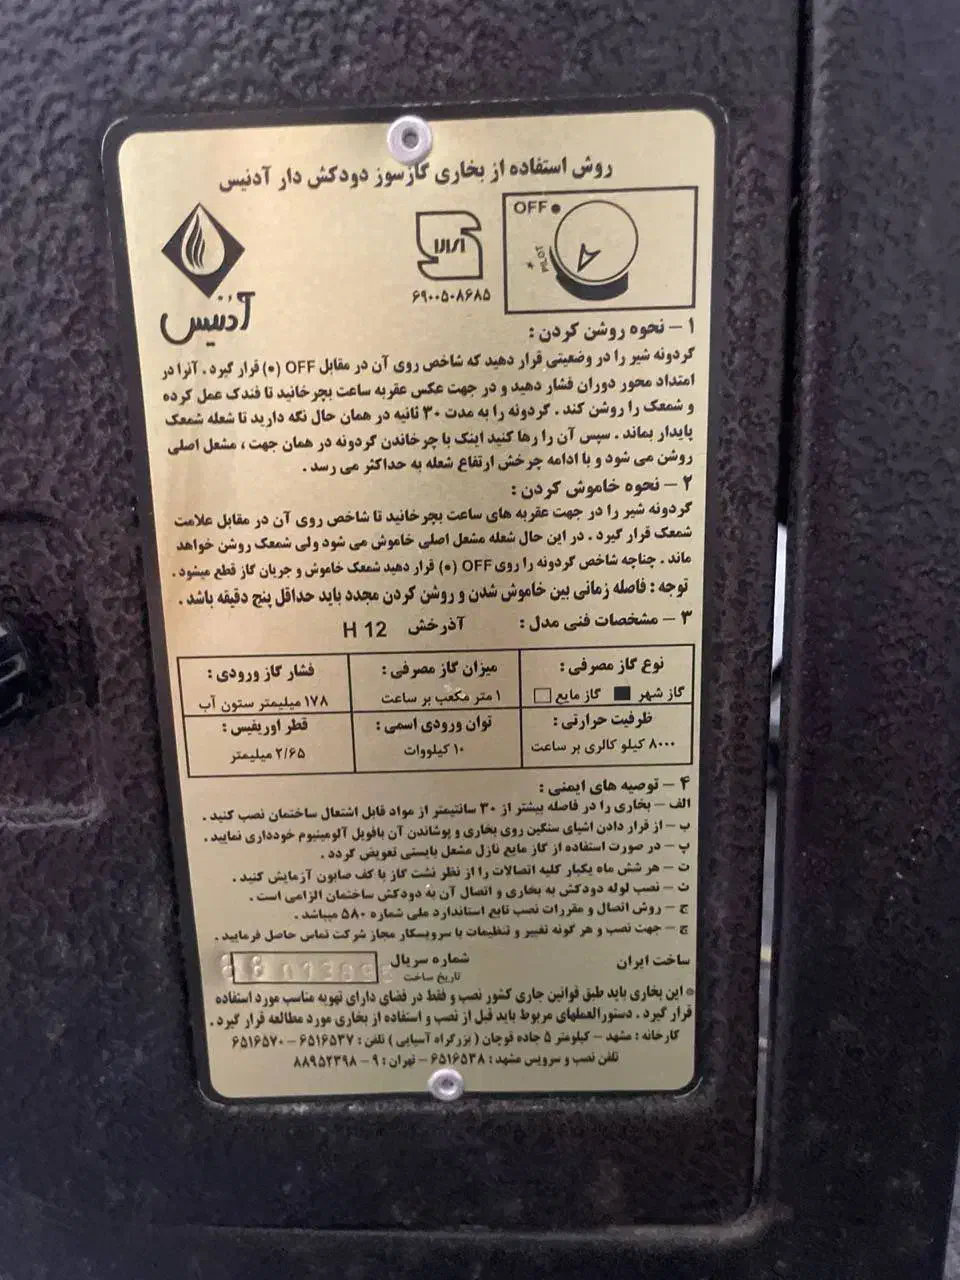 روش استفاده از بخاری گازسوز دودکش دار آدنیس
OFF
PILOT
آدنیس
۶۹۰۰۵۰۸۶۸۵
۱ – نحوه روشن کردن :
گردونه شیر را در وضعیتی قرار دهید که شاخص روی آن در مقابل OFF (●) قرار گیرد . آنرا در
امتداد محور دوران فشار دهید و در جهت عکس عقربه ساعت بچرخانید تا فندک عمل کرده
و شمعک را روشن کند . گردونه را به مدت ۳۰ ثانیه در همان حال نگه دارید تا شعله شمعک
پایدار بماند . سپس آن را رها کنید اینک با چرخاندن گردونه در همان جهت ، مشعل اصلی
روشن می شود و با ادامه چرخش ارتفاع شعله به حداکثر می رسد .
۲ – نحوه خاموش کردن :
گردونه شیر را در جهت عقربه های ساعت بچرخانید تا شاخص روی آن در مقابل علامت
شمعک قرار گیرد . در این حال شعله مشعل اصلی خاموش می شود ولی شمعک روشن خواهد
ماند . چناچه شاخص گردونه را روی OFF (●) قرار دهید شمعک خاموش و جریان گاز قطع میشود .
توجه : فاصله زمانی بین خاموش شدن و روشن کردن مجدد باید حداقل پنج دقیقه باشد .
۳ – مشخصات فنی مدل : آذرخش H 12
نوع گاز مصرفی : میزان گاز مصرفی : فشار گاز ورودی :
گاز شهر ■ گاز مایع □ ۱ متر مکعب بر ساعت ۱۷۸ میلیمتر ستون آب
ظرفیت حرارتی : توان ورودی اسمی : قطر اوریفیس :
۸۰۰۰ کیلو کالری بر ساعت ۱۰ کیلووات ۲/۶۵ میلیمتر
۴ – توصیه های ایمنی :
الف – بخاری را در فاصله بیشتر از ۳۰ سانتیمتر از مواد قابل اشتعال ساختمان نصب کنید .
ب – از قرار دادن اشیای سنگین روی بخاری و پوشاندن آن بافویل آلومینیوم خودداری نمایید .
پ – در صورت استفاده از گاز مایع نازل مشعل بایستی تعویض گردد .
ت – هر شش ماه یکبار کلیه اتصالات را از نظر نشت گاز با کف صابون آزمایش کنید .
ث – نصب لوله دودکش به بخاری و اتصال آن به دودکش ساختمان الزامی است .
ج – روش اتصال و مقررات نصب تابع استاندارد ملی شماره ۵۸۰ میباشد .
چ – جهت نصب و هر گونه تغییر و تنظیمات با سرویسکار مجاز شرکت تماس حاصل فرمایید .
ساخت ایران شماره سریال
تاریخ ساخت
● این بخاری باید طبق قوانین جاری کشور نصب و فقط در فضای دارای تهویه مناسب مورد استفاده
قرار گیرد . دستورالعملهای مربوط باید قبل از نصب و استفاده از بخاری مورد مطالعه قرار گیرد .
کارخانه : مشهد – کیلومتر ۵ جاده قوچان ( بزرگراه آسیایی ) تلفن : ۶۵۱۶۵۳۷ – ۶۵۱۶۵۷۰
تلفن نصب و سرویس مشهد : ۶۵۱۶۵۳۸ – تهران : ۹ – ۸۸۹۵۲۳۹۸